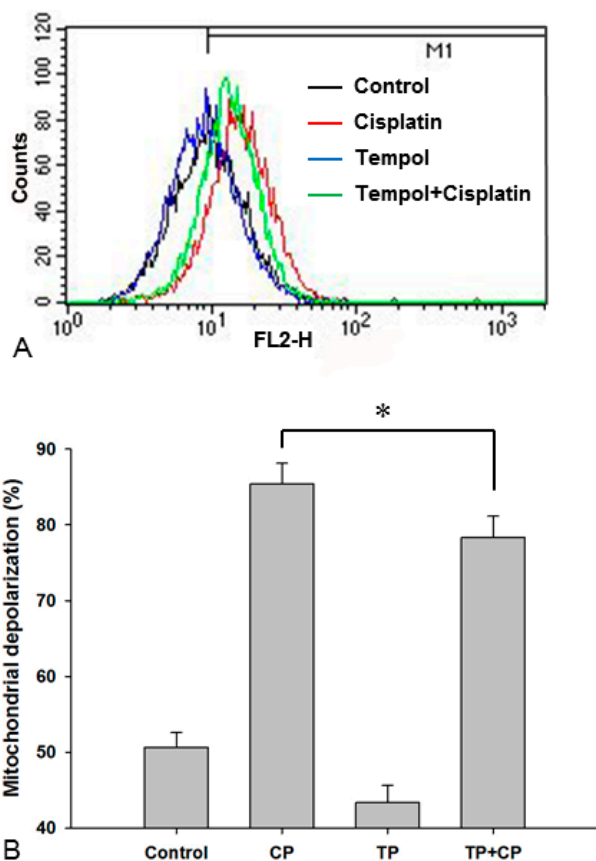 120
100
80
60
40
20
0
Counts
M1
Control
Cisplatin
Tempol
Tempol+Cisplatin
10⁰ 10¹ 10² 10³
FL2-H
A
*
90
80
70
60
50
40
Mitochondrial depolarization (%)
Control CP TP TP+CP
B